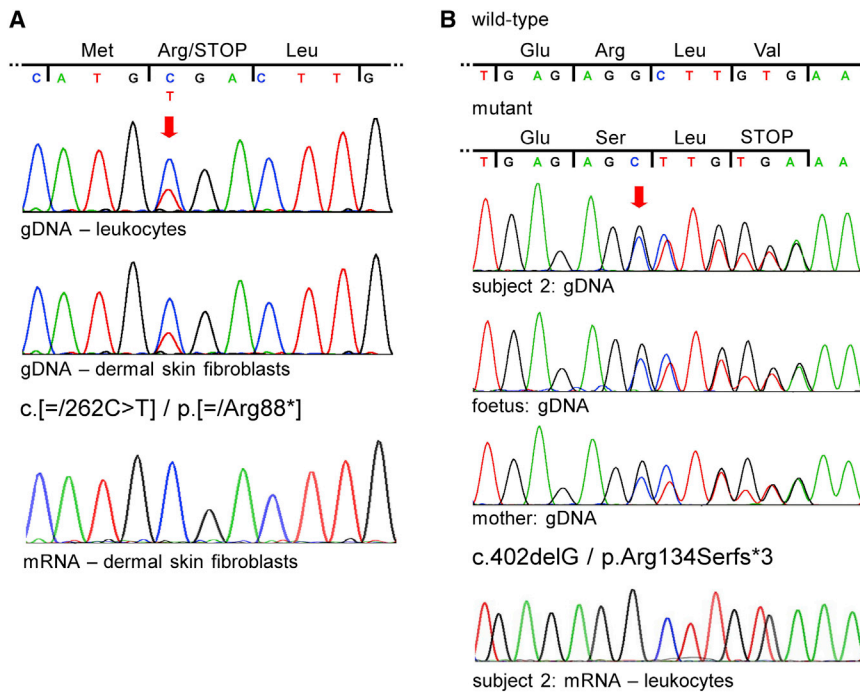 A
Met Arg/STOP Leu
C A T G C G A C T T G
T
gDNA – leukocytes
gDNA – dermal skin fibroblasts
c.[=/262C>T] / p.[=/Arg88*]
mRNA – dermal skin fibroblasts
B
wild-type
Glu Arg Leu Val
T G A G A G G C T T G T G A A
mutant
Glu Ser Leu STOP
T G A G A G C T T G T G A A A
subject 2: gDNA
foetus: gDNA
mother: gDNA
c.402delG / p.Arg134Serfs*3
subject 2: mRNA – leukocytes